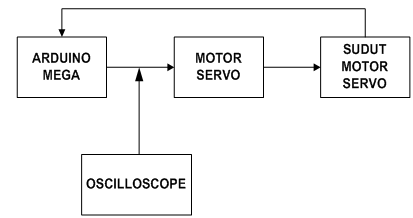 ARDUINO
MEGA
MOTOR
SERVO
SUDUT
MOTOR
SERVO
OSCILLOSCOPE